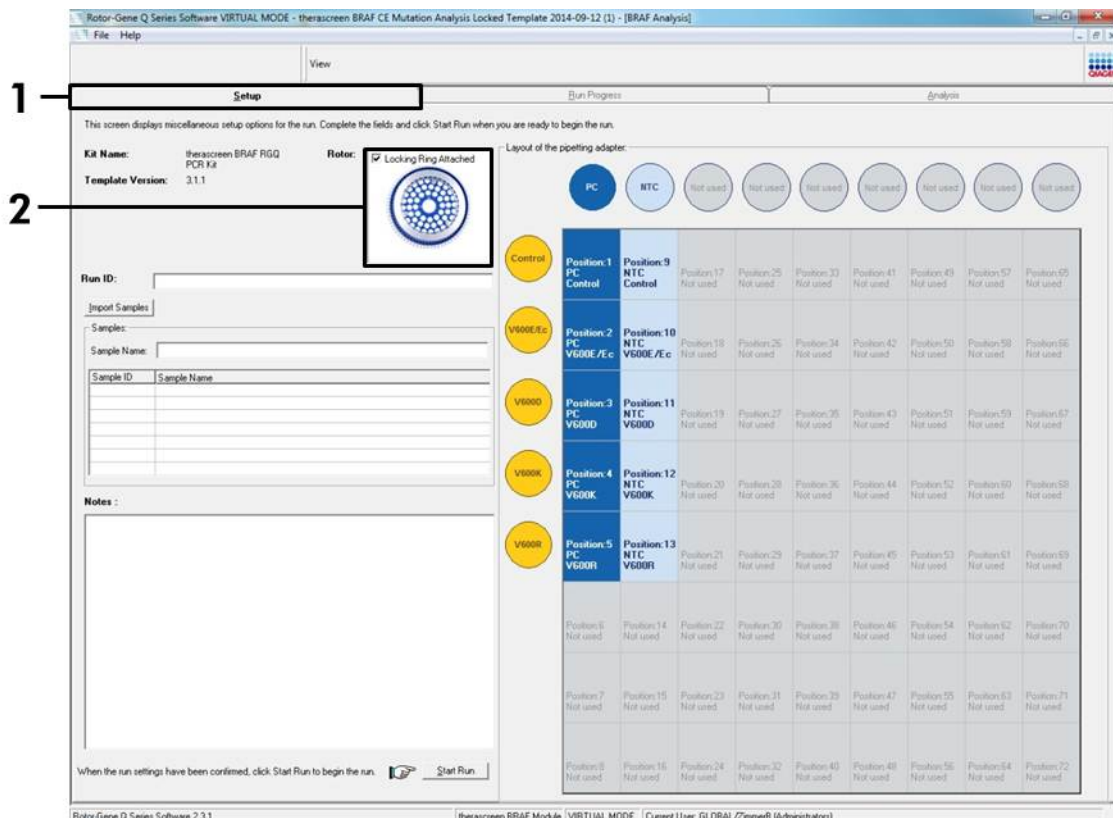 Rotor-Gene Q Series Software VIRTUAL MODE - therascreen BRAF CE Mutation Analysis Locked Template 2014-09-12 (1) - [BRAF Analysis]
File Help
View
QIAGEN
1
Setup
Run Progress
Analysis
This screen displays miscellaneous setup options for the run. Complete the fields and click Start Run when you are ready to begin the run.
Kit Name: therascreen BRAF RGQ PCR Kit
Rotor:
Locking Ring Attached
Template Version: 3.1.1
2
Run ID:
Import Samples
Samples:
Sample Name:
Sample ID Sample Name
Notes :
When the run settings have been confirmed, click Start Run to begin the run.
Start Run
Layout of the pipetting adapter:
PC NTC Not used Not used Not used Not used Not used Not used Not used
Control
Position:1 Position:9 Position:17 Position:25 Position:33 Position:41 Position:49 Position:57 Position:65
PC NTC Not used Not used Not used Not used Not used Not used Not used
Control Control
V600E/Ec
Position:2 Position:10 Position:18 Position:26 Position:34 Position:42 Position:50 Position:58 Position:66
PC NTC Not used Not used Not used Not used Not used Not used Not used
V600E/Ec V600E/Ec
V600D
Position:3 Position:11 Position:19 Position:27 Position:35 Position:43 Position:51 Position:59 Position:67
PC NTC Not used Not used Not used Not used Not used Not used Not used
V600D V600D
V600K
Position:4 Position:12 Position:20 Position:28 Position:36 Position:44 Position:52 Position:60 Position:68
PC NTC Not used Not used Not used Not used Not used Not used Not used
V600K V600K
V600R
Position:5 Position:13 Position:21 Position:29 Position:37 Position:45 Position:53 Position:61 Position:69
PC NTC Not used Not used Not used Not used Not used Not used Not used
V600R V600R
Position:6 Position:14 Position:22 Position:30 Position:38 Position:46 Position:54 Position:62 Position:70
Not used Not used Not used Not used Not used Not used Not used Not used Not used
Position:7 Position:15 Position:23 Position:31 Position:39 Position:47 Position:55 Position:63 Position:71
Not used Not used Not used Not used Not used Not used Not used Not used Not used
Position:8 Position:16 Position:24 Position:32 Position:40 Position:48 Position:56 Position:64 Position:72
Not used Not used Not used Not used Not used Not used Not used Not used Not used
Rotor-Gene Q Series Software 2.3.1
therascreen BRAF Module VIRTUAL MODE Current User: GLOBAL/ZimmerR (Administrators)